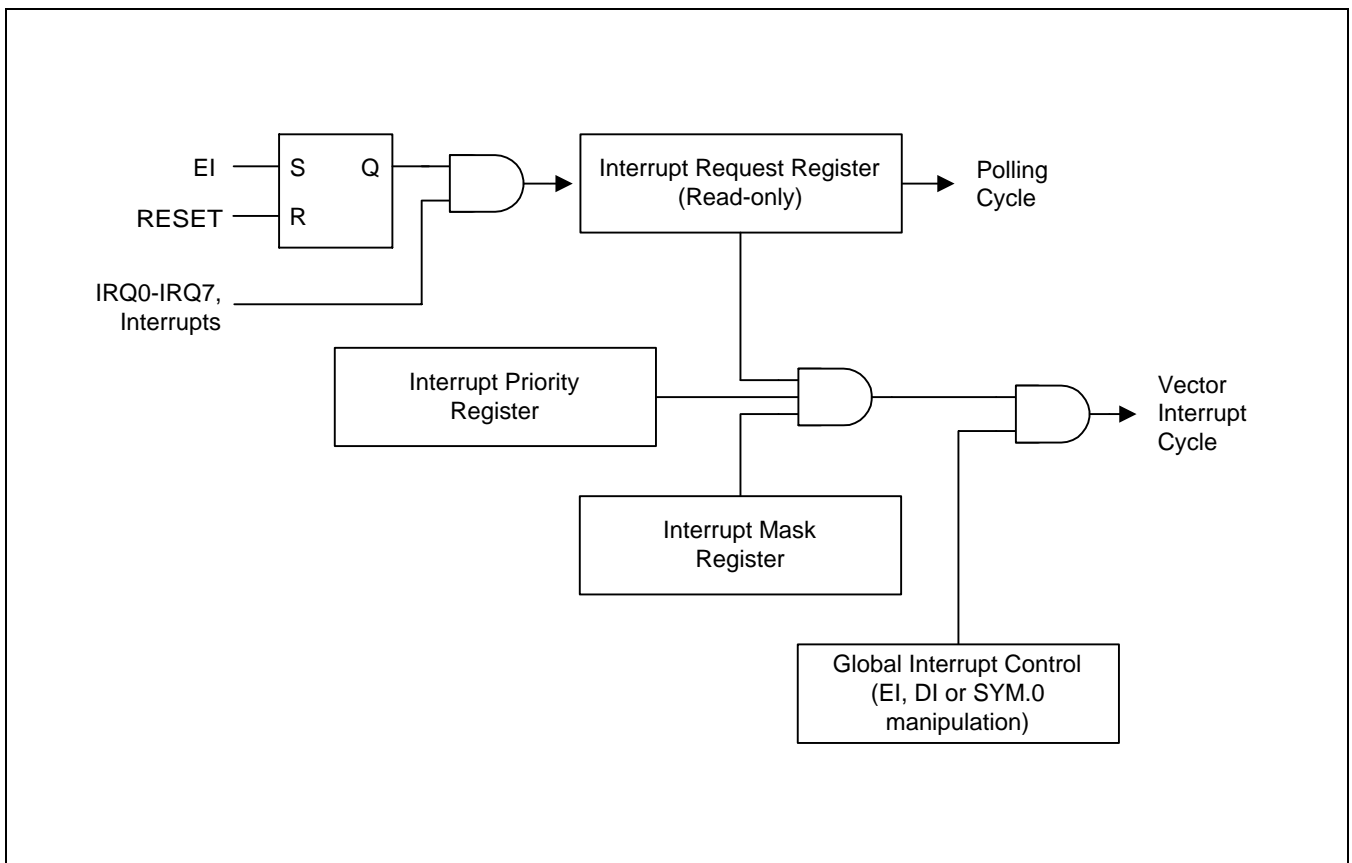 EI
S
Q
RESET
R
IRQ0-IRQ7,
Interrupts
Interrupt Request Register
(Read-only)
Polling
Cycle
Interrupt Priority
Register
Vector
Interrupt
Cycle
Interrupt Mask
Register
Global Interrupt Control
(EI, DI or SYM.0
manipulation)